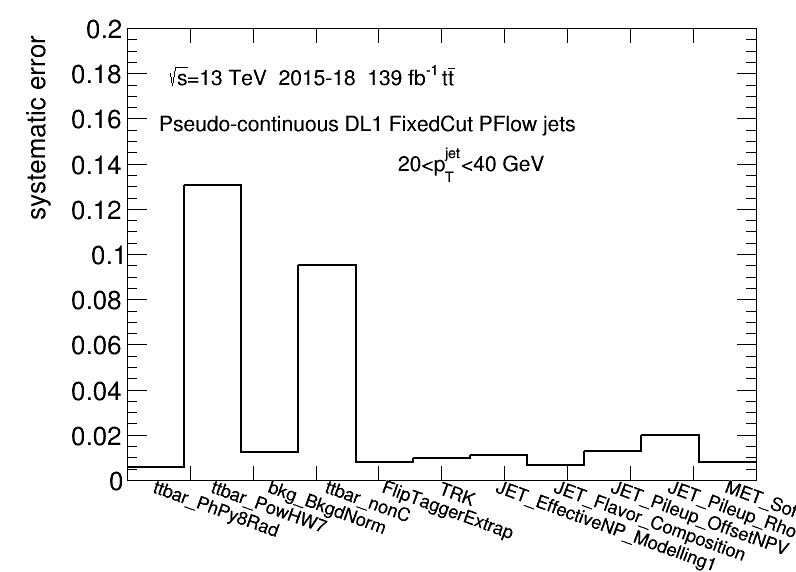 0.2
0.18
0.16
0.14
0.12
0.1
0.08
0.06
0.04
0.02
0
systematic error
√s=13 TeV 2015-18 139 fb⁻¹ tt̄
Pseudo-continuous DL1 FixedCut PFlow jets
20<p_T^jet<40 GeV
ttbar_PhPy8Rad
ttbar_PowHW7
bkg_BkgdNorm
ttbar_nonC
FlipTaggerExtrap
TRK
JET_EffectiveNP_Modelling1
JET_Flavor_Composition
JET_Pileup_OffsetNPV
JET_Pileup_Rho
MET_Sof